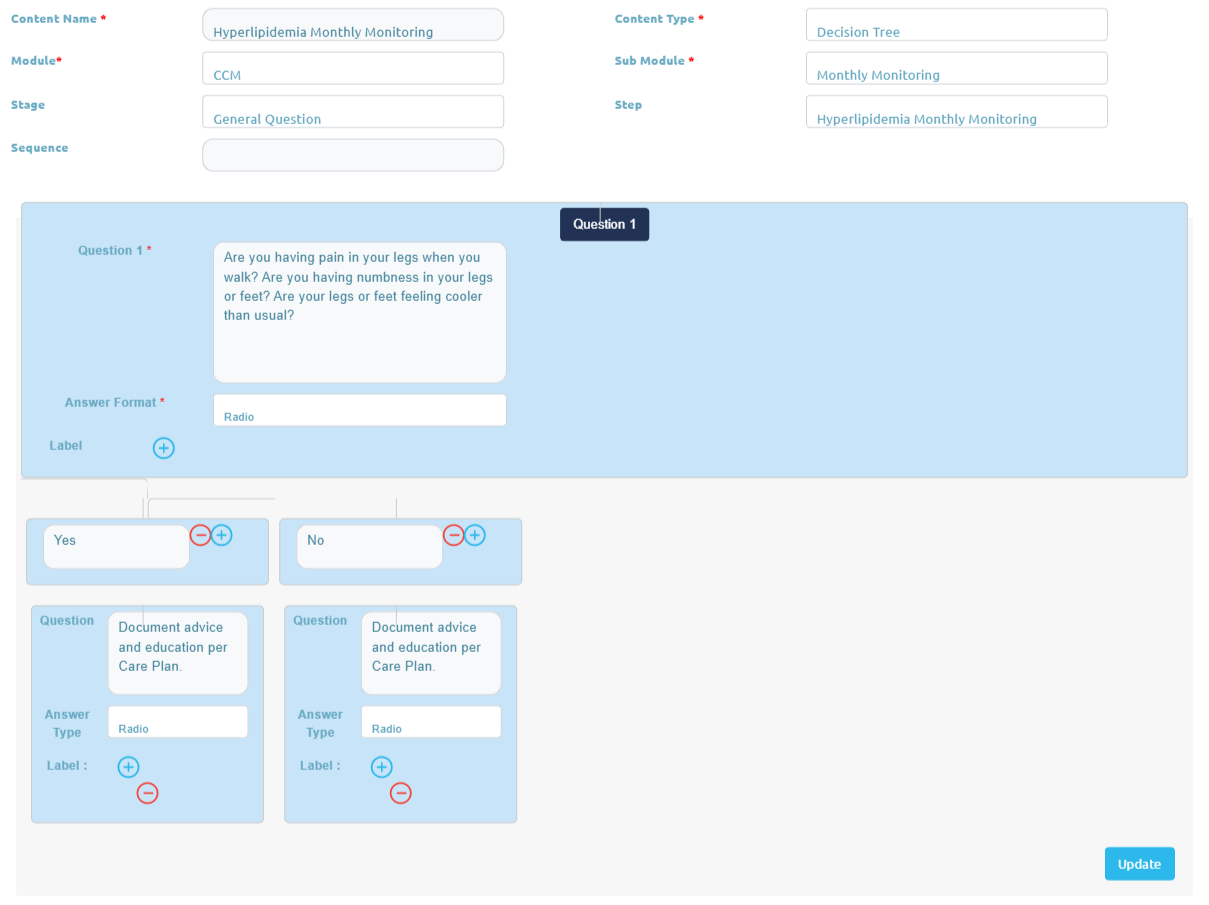 Content Name *
Hyperlipidemia Monthly Monitoring
Content Type *
Decision Tree
Module*
CCM
Sub Module *
Monthly Monitoring
Stage
General Question
Step
Hyperlipidemia Monthly Monitoring
Sequence
Question 1
Question 1 *
Are you having pain in your legs when you
walk? Are you having numbness in your legs
or feet? Are your legs or feet feeling cooler
than usual?
Answer Format *
Radio
Label
Yes
No
Question
Document advice
and education per
Care Plan.
Answer
Type
Radio
Label :
Question
Document advice
and education per
Care Plan.
Answer
Type
Radio
Label :
Update